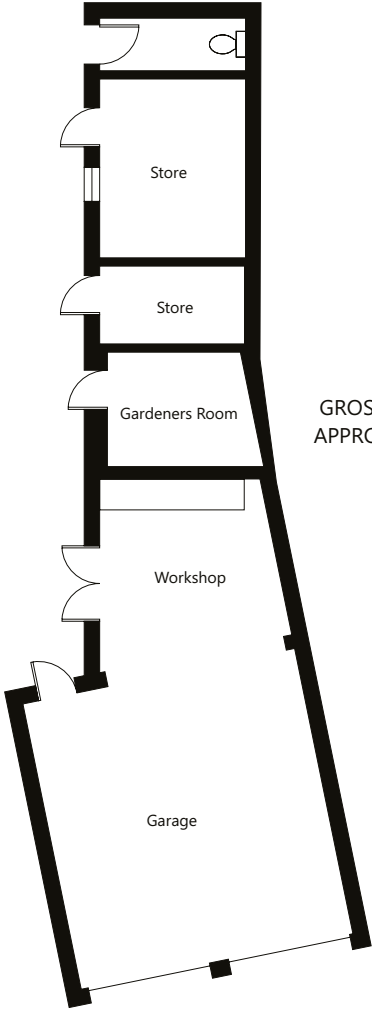 Store
Store
Gardeners Room
GROS
APPRO
Workshop
Garage